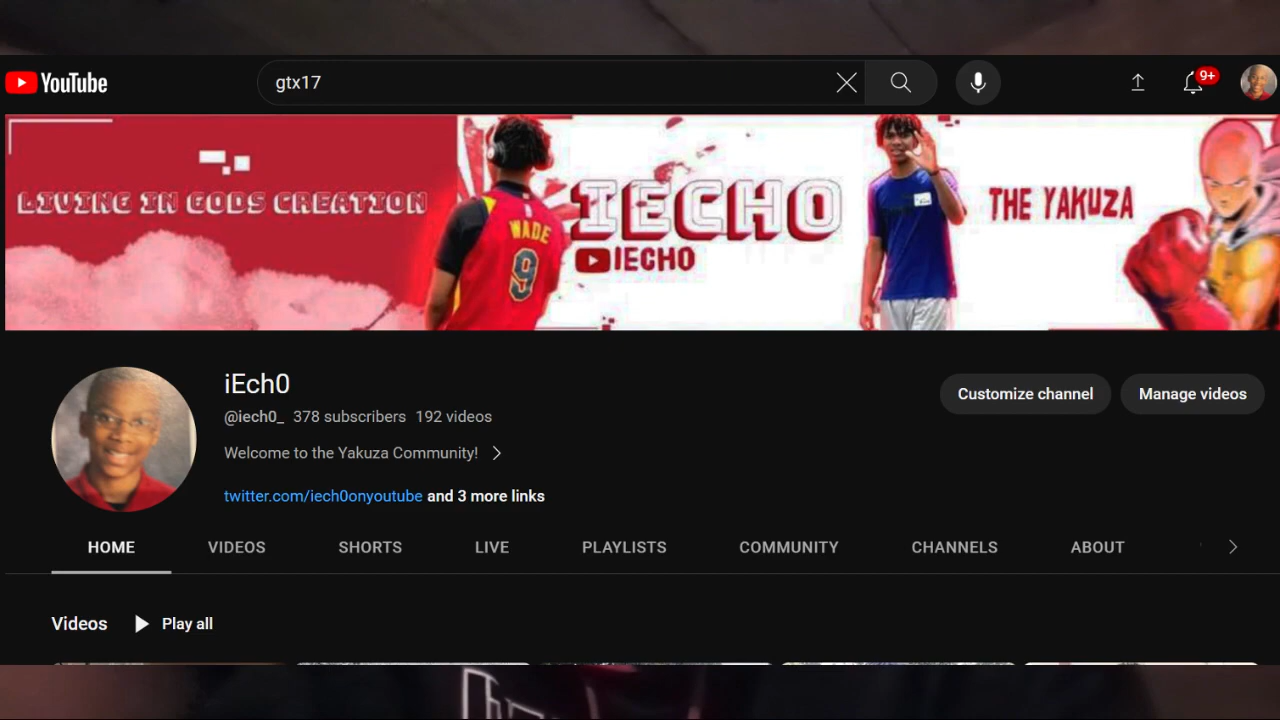 YouTube
gtx17
9+
LIVING IN GODS CREATION
WADE
9
IECHO
IECHO
THE YAKUZA
iEch0
@iech0_ 378 subscribers 192 videos
Customize channel
Manage videos
Welcome to the Yakuza Community!
twitter.com/iech0onyoutube and 3 more links
HOME
VIDEOS
SHORTS
LIVE
PLAYLISTS
COMMUNITY
CHANNELS
ABOUT
Videos
Play all